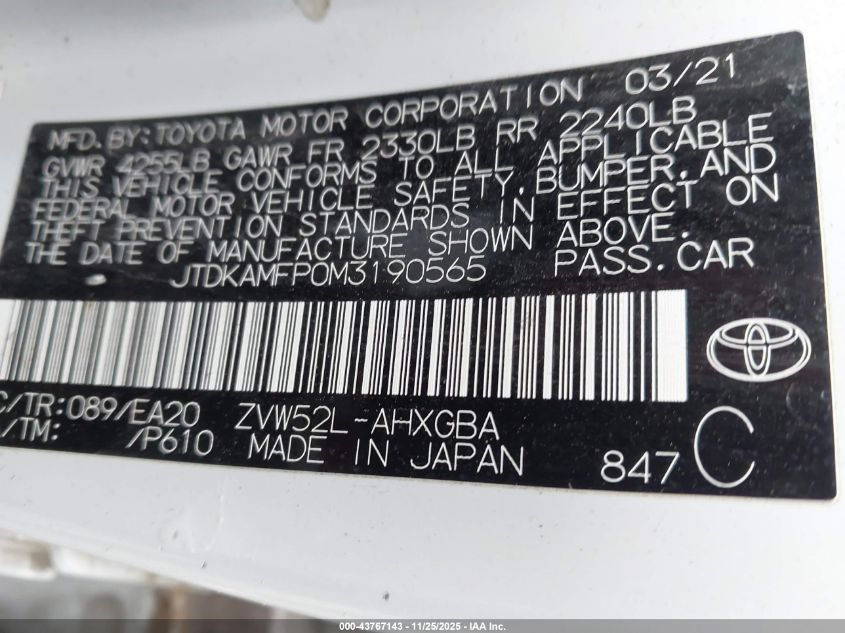 MFD. BY: TOYOTA MOTOR CORPORATION 03/21
GVWR 4255LB GAWR FR 2330LB RR 2240LB
THIS VEHICLE CONFORMS TO ALL APPLICABLE
FEDERAL MOTOR VEHICLE SAFETY, BUMPER, AND
THEFT PREVENTION STANDARDS IN EFFECT ON
THE DATE OF MANUFACTURE SHOWN ABOVE.
JTDKAMFP0M3190565 PASS. CAR
C/TR: 089/EA20 ZVW52L-AHXGBA
/TM: /P610 MADE IN JAPAN 847 C
000-43767143 - 11/25/2025 - IAA Inc.